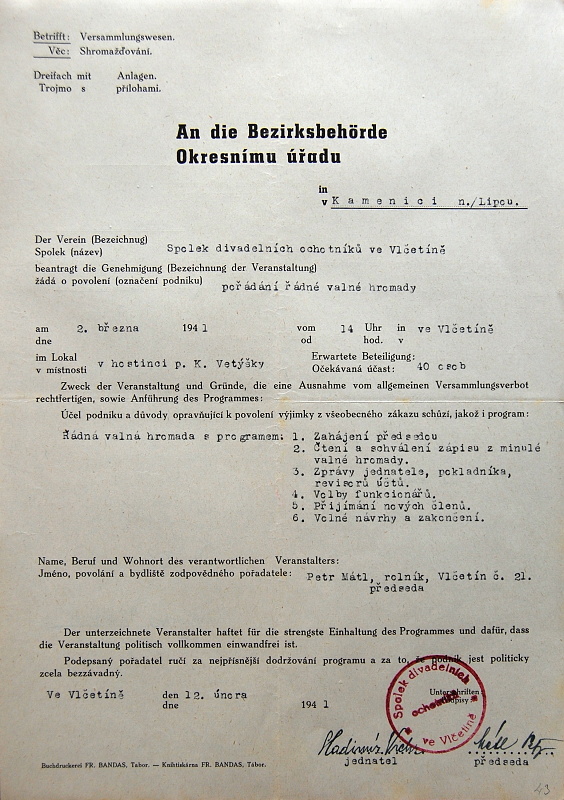 Betrifft: Versammlungswesen.
Věc: Shromažďování.
Dreifach mit Anlagen.
Trojmo s přílohami.
An die Bezirksbehörde
Okresnímu úřadu
in
v Kamenici n./Lipou.
Der Verein (Bezeichnug)
Spolek (název) Spolek divadelních ochotníků ve Vlčetíně
beantragt die Genehmigung (Bezeichnung der Veranstaltung)
žádá o povolení (označení podniku) pořádání řádné valné hromady
am 2. března 1941 vom 14 Uhr in ve Vlčetíně
dne od hod. v
im Lokal v hostinci p. K. Vetýšky Erwartete Beteiligung:
v místnosti Očekávaná účast: 40 osob
Zweck der Veranstaltung und Gründe, die eine Ausnahme vom allgemeinen Versammlungsverbot
rechtfertigen, sowie Anführung des Programmes:
Účel podniku a důvody, opravňující k povolení výjimky z všeobecného zákazu schůzí, jakož i program:
Řádná valná hromada s programem: 1. Zahájení předsedou
2. Čtení a schválení zápisu z minulé
valné hromady.
3. Zprávy jednatele, pokladníka,
revisorů účtů.
4. Volby funkcionářů.
5. Přijímání nových členů.
6. Volné návrhy a zakončení.
Name, Beruf und Wohnort des verantwortlichen Veranstalters:
Jméno, povolání a bydliště zodpovědného pořadatele: Petr Mátl, rolník, Vlčetín č. 21.
předseda
Der unterzeichnete Veranstalter haftet für die strengste Einhaltung des Programmes und dafür, dass
die Veranstaltung politisch vollkommen einwandfrei ist.
Podepsaný pořadatel ručí za nejpřísnější dodržování programu a za to, že podnik jest politicky
zcela bezzávadný.
Ve Vlčetíně den 12. února 1941 Unterschriften:
dne Podpisy:
Spolek divadelních
ochotníků
ve Vlčetíně
Vladimír
jednatel předseda
Buchdruckerei FR. BANDAS, Tabor. — Knihtiskárna FR. BANDAS, Tábor.
43